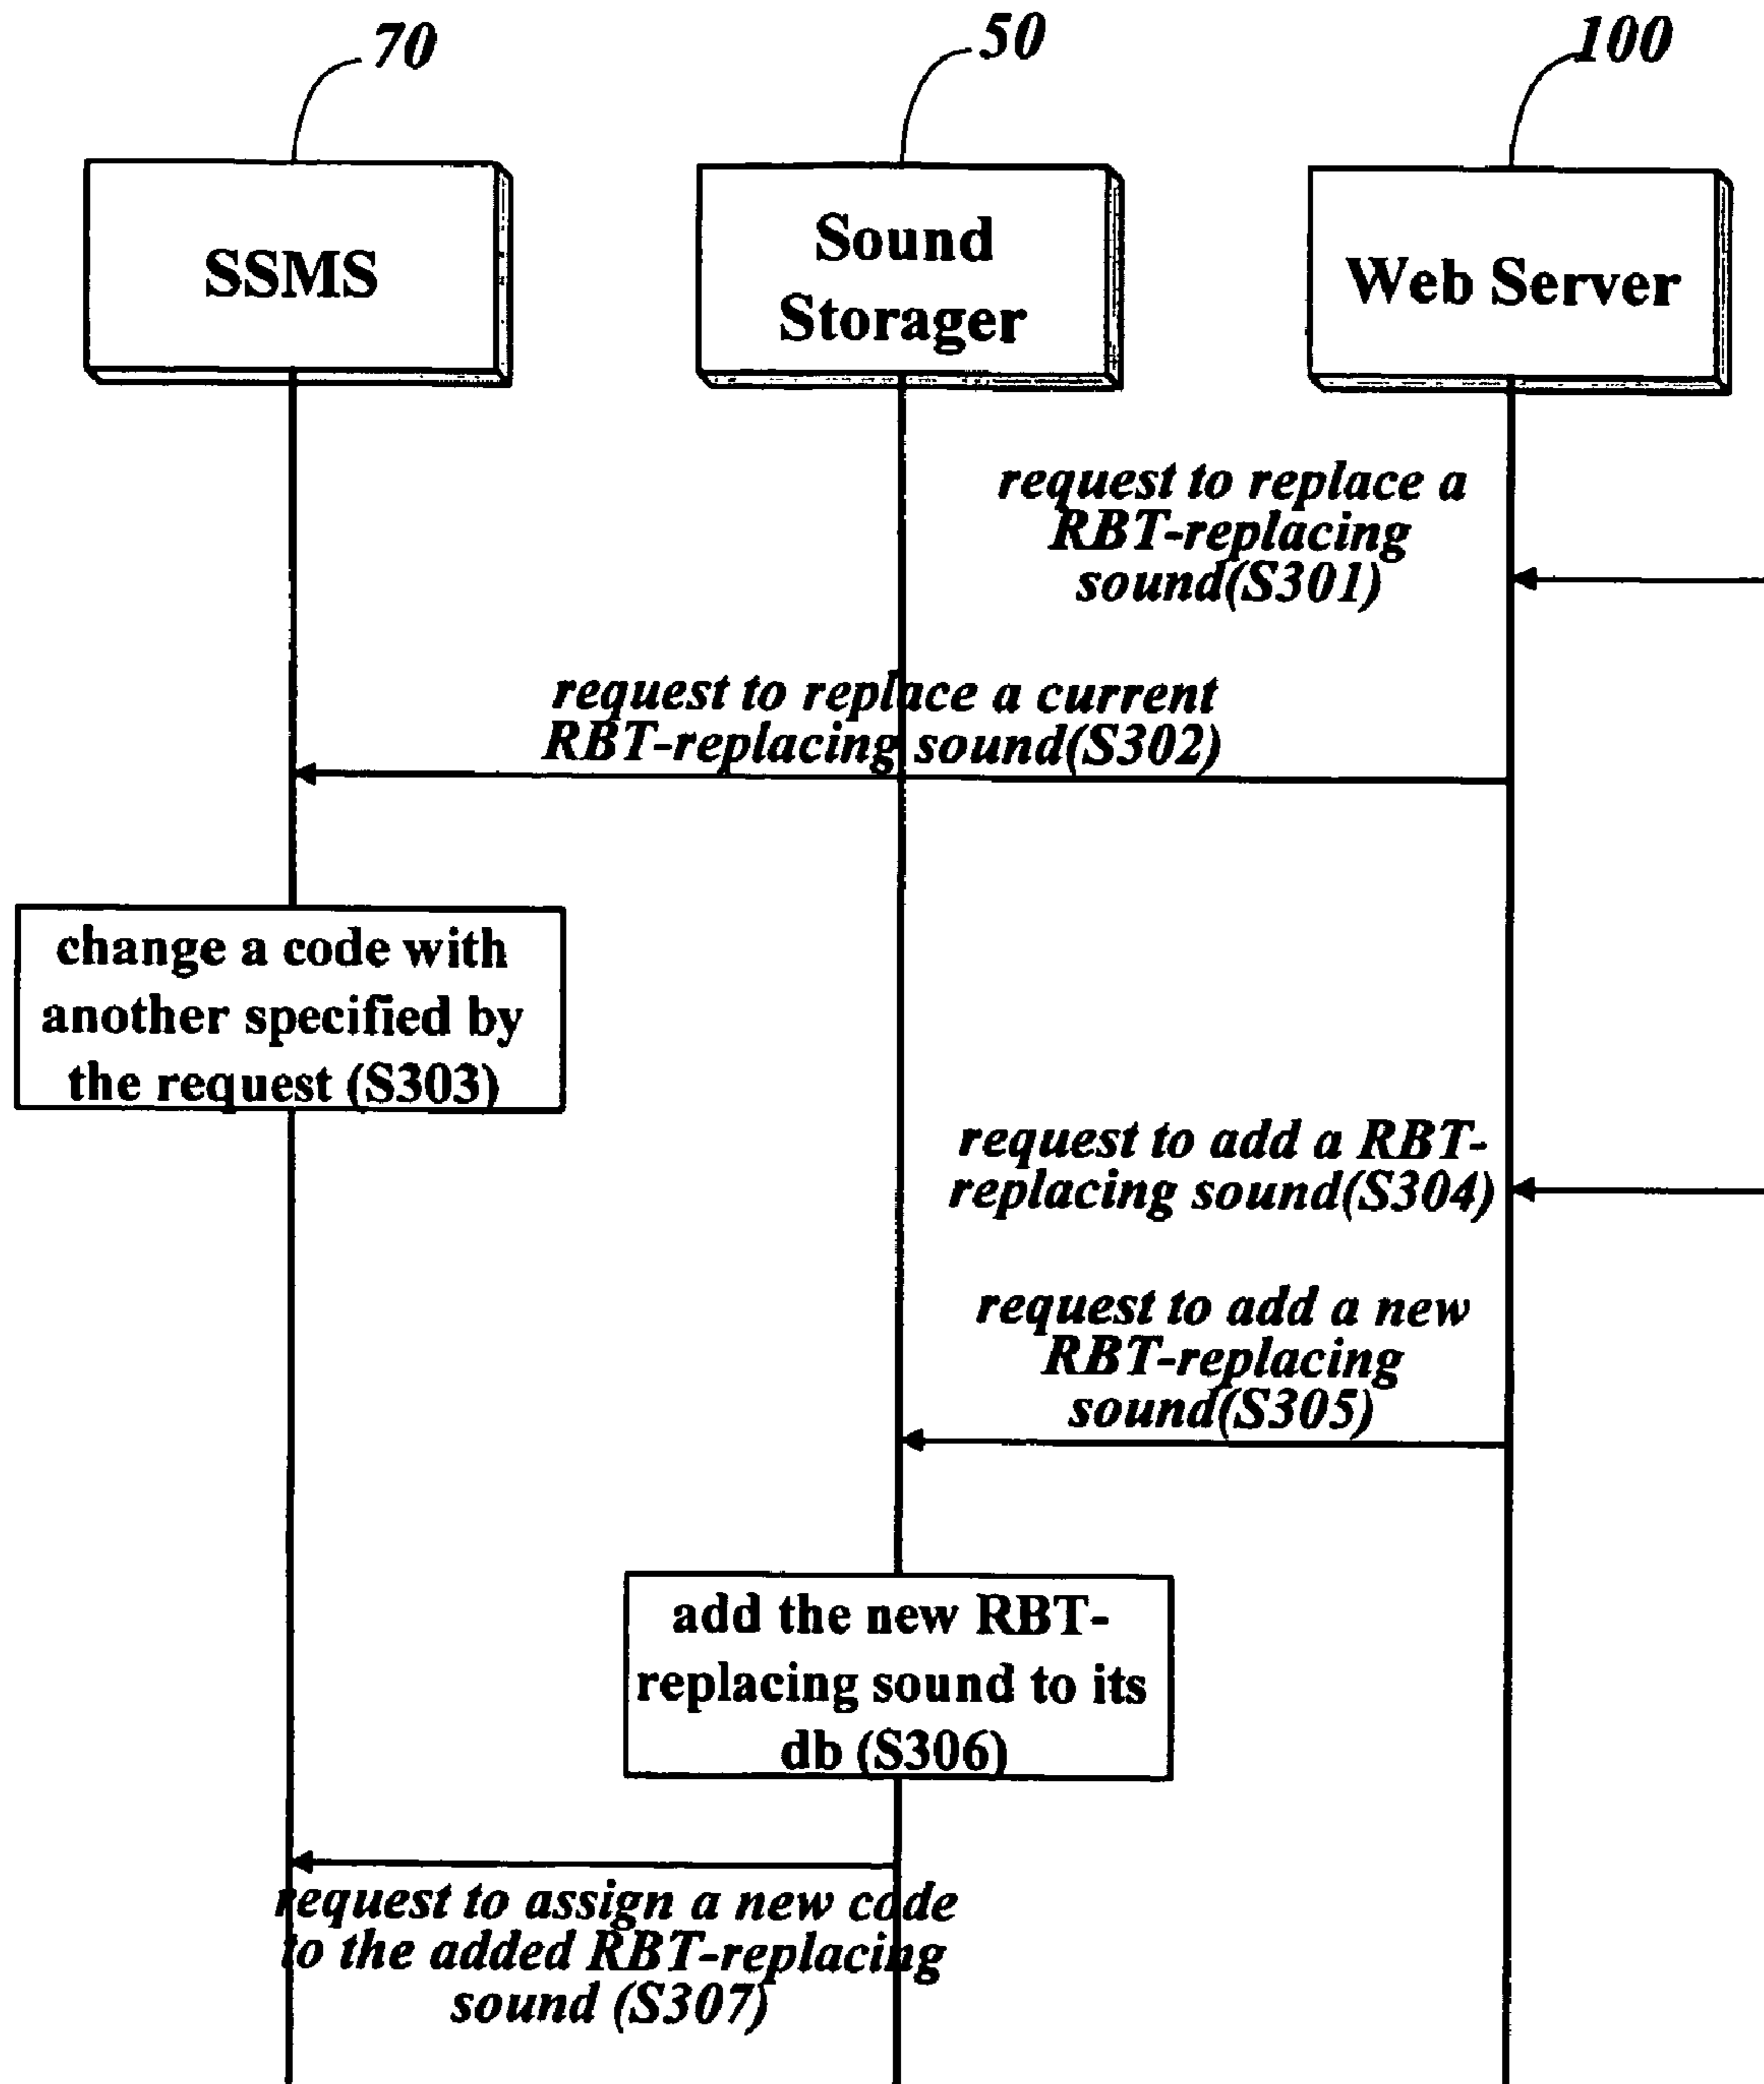 70
50
100
SSMS
Sound
Storager
Web Server
request to replace a
RBT-replacing
sound(S301)
request to replace a current
RBT-replacing sound(S302)
change a code with
another specified by
the request (S303)
request to add a RBT-
replacing sound(S304)
request to add a new
RBT-replacing
sound(S305)
add the new RBT-
replacing sound to its
db (S306)
request to assign a new code
to the added RBT-replacing
sound (S307)